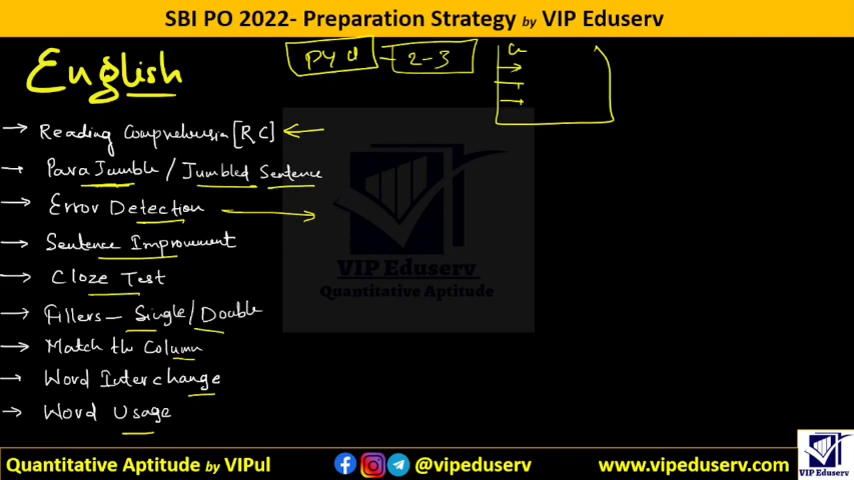 SBI PO 2022- Preparation Strategy by VIP Eduserv
English
PYQ - 2-3
→ Reading Comprehension [RC] ←
→ Para Jumble / Jumbled Sentence
→ Error Detection →
→ Sentence Improvement
→ Cloze Test
→ Fillers - Single/Double
→ Match the Column
→ Word Interchange
→ Word Usage
VIP Eduserv
Quantitative Aptitude
Quantitative Aptitude by VIPul
@vipeduserv
www.vipeduserv.com
VIP EDUSERV